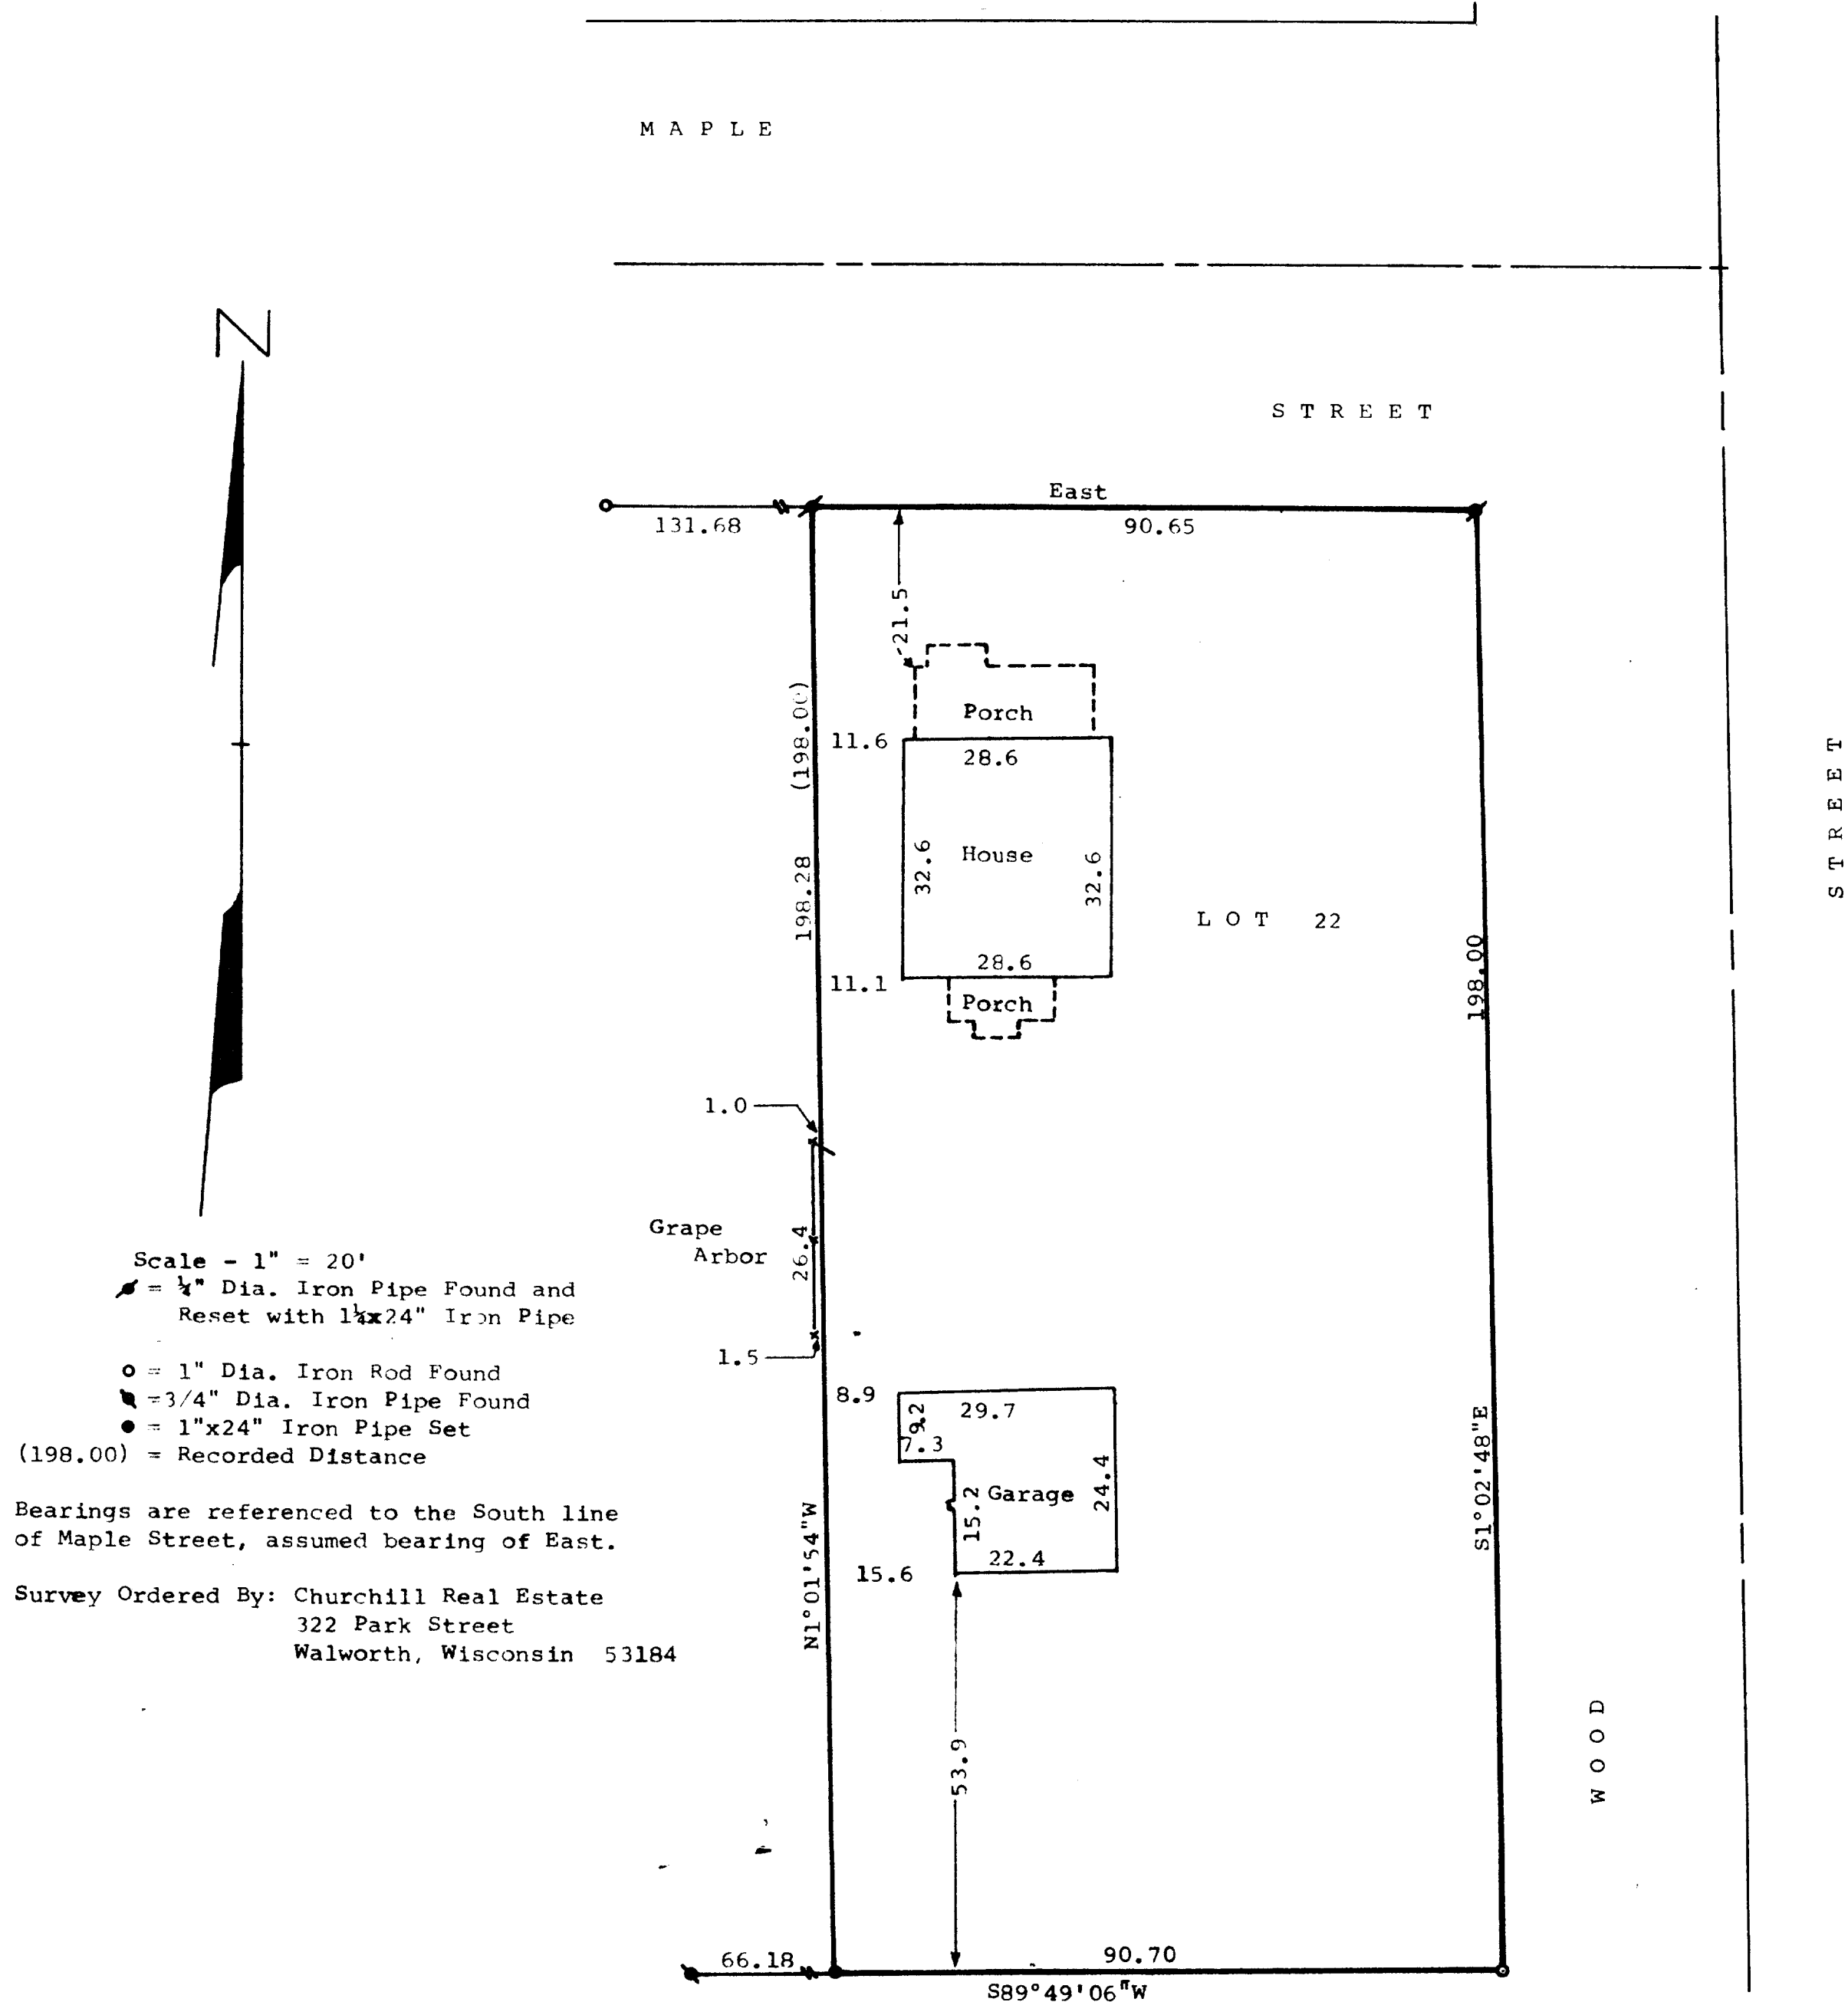 MAPLE
N
STREET
East
131.68
90.65
21.5
(198.00)
Porch
11.6
28.6
STREET
32.6
House
32.6
198.28
LOT 22
28.6
198.00
11.1
Porch
1.0
Grape
Arbor
26.4
Scale - 1" = 20'
Dia. Iron Pipe Found and
Reset with Iron Pipe
1.5
= 1" Dia. Iron Rod Found
8.9
=3/4" Dia. Iron Pipe Found
9.2
29.7
= 1"x24" Iron Pipe Set
7.3
(198.00) = Recorded Distance
S1°02'48"E
24.4
Garage
15.2
Bearings are referenced to the South line
of Maple Street, assumed bearing of East.
22.4
15.6
N1°01'54"W
Survey Ordered By: Churchill Real Estate
322 Park Street
Walworth, Wisconsin 53184
WOOD
53.9
66.18
90.70
S89°49'06"W